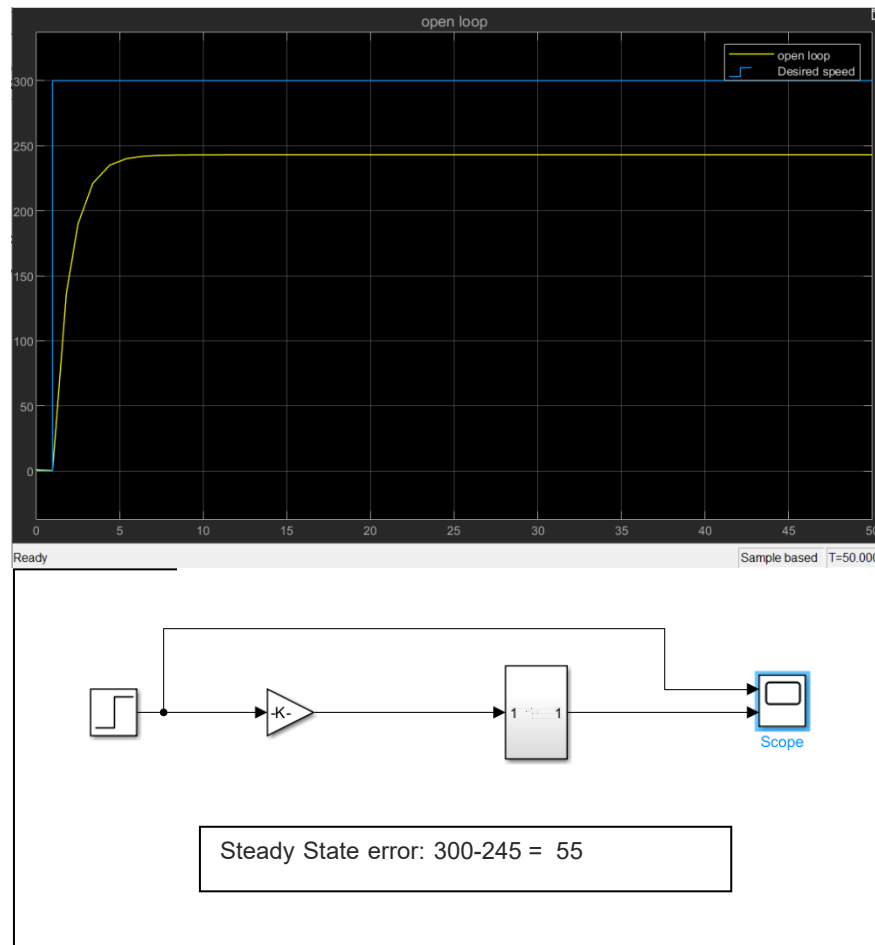 open loop
open loop
Desired speed
300
250
200
150
100
50
0
0 5 10 15 20 25 30 35 40 45 50
Ready Sample based T=50.000
-K-
1 1
Scope
Steady State error: 300-245 = 55